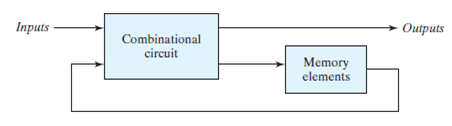 Inputs
Combinational
circuit
Outputs
Memory
elements